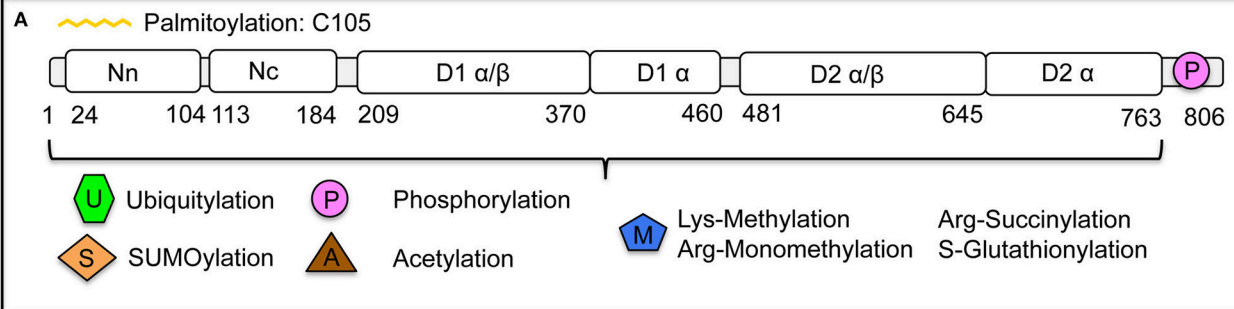 A
Palmitoylation: C105
Nn Nc D1 α/β D1 α D2 α/β D2 α P
1 24 104 113 184 209 370 460 481 645 763 806
U Ubiquitylation P Phosphorylation
S SUMOylation A Acetylation
M Lys-Methylation Arg-Succinylation
Arg-Monomethylation S-Glutathionylation